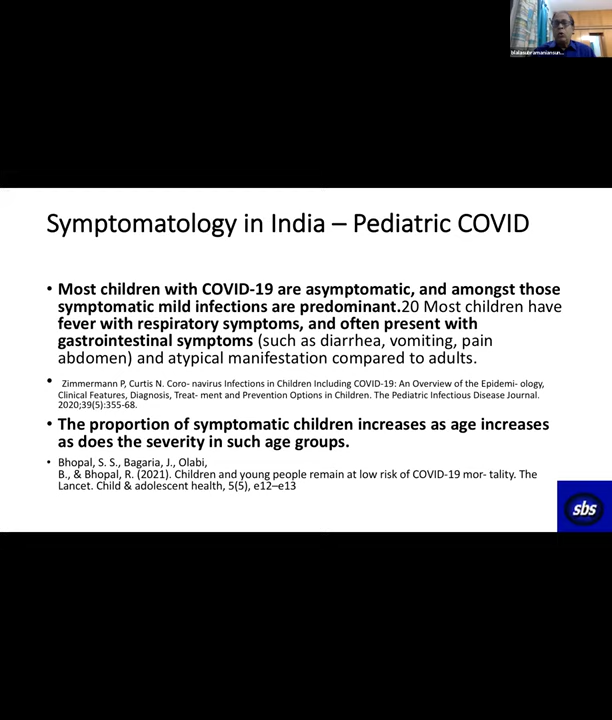 Symptomatology in India – Pediatric COVID
• Most children with COVID-19 are asymptomatic, and amongst those
symptomatic mild infections are predominant.20 Most children have
fever with respiratory symptoms, and often present with
gastrointestinal symptoms (such as diarrhea, vomiting, pain
abdomen) and atypical manifestation compared to adults.
• Zimmermann P, Curtis N. Coro- navirus Infections in Children Including COVID-19: An Overview of the Epidemi- ology,
Clinical Features, Diagnosis, Treat- ment and Prevention Options in Children. The Pediatric Infectious Disease Journal.
2020;39(5):355-68.
• The proportion of symptomatic children increases as age increases
as does the severity in such age groups.
• Bhopal, S. S., Bagaria, J., Olabi,
B., & Bhopal, R. (2021). Children and young people remain at low risk of COVID-19 mor- tality. The
Lancet. Child & adolescent health, 5(5), e12–e13
sbs